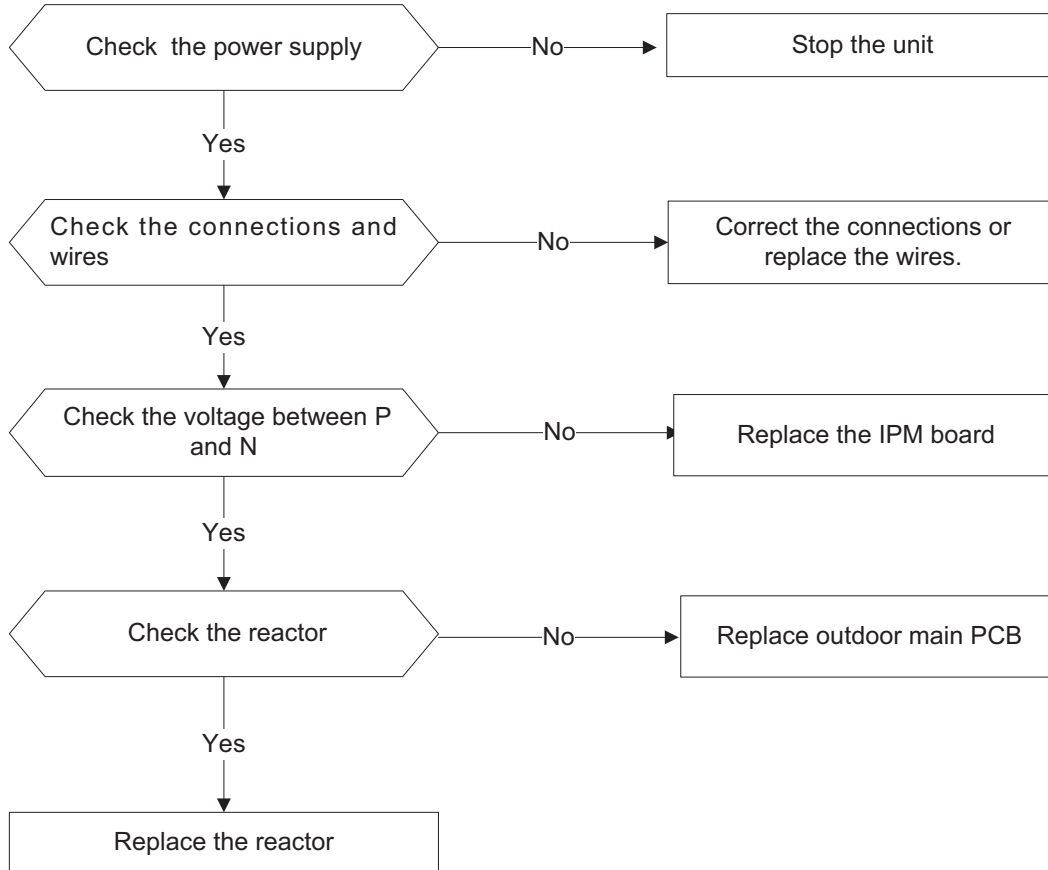 Check the power supply
No
Stop the unit
Yes
Check the connections and
wires
No
Correct the connections or
replace the wires.
Yes
Check the voltage between P
and N
No
Replace the IPM board
Yes
Check the reactor
No
Replace outdoor main PCB
Yes
Replace the reactor